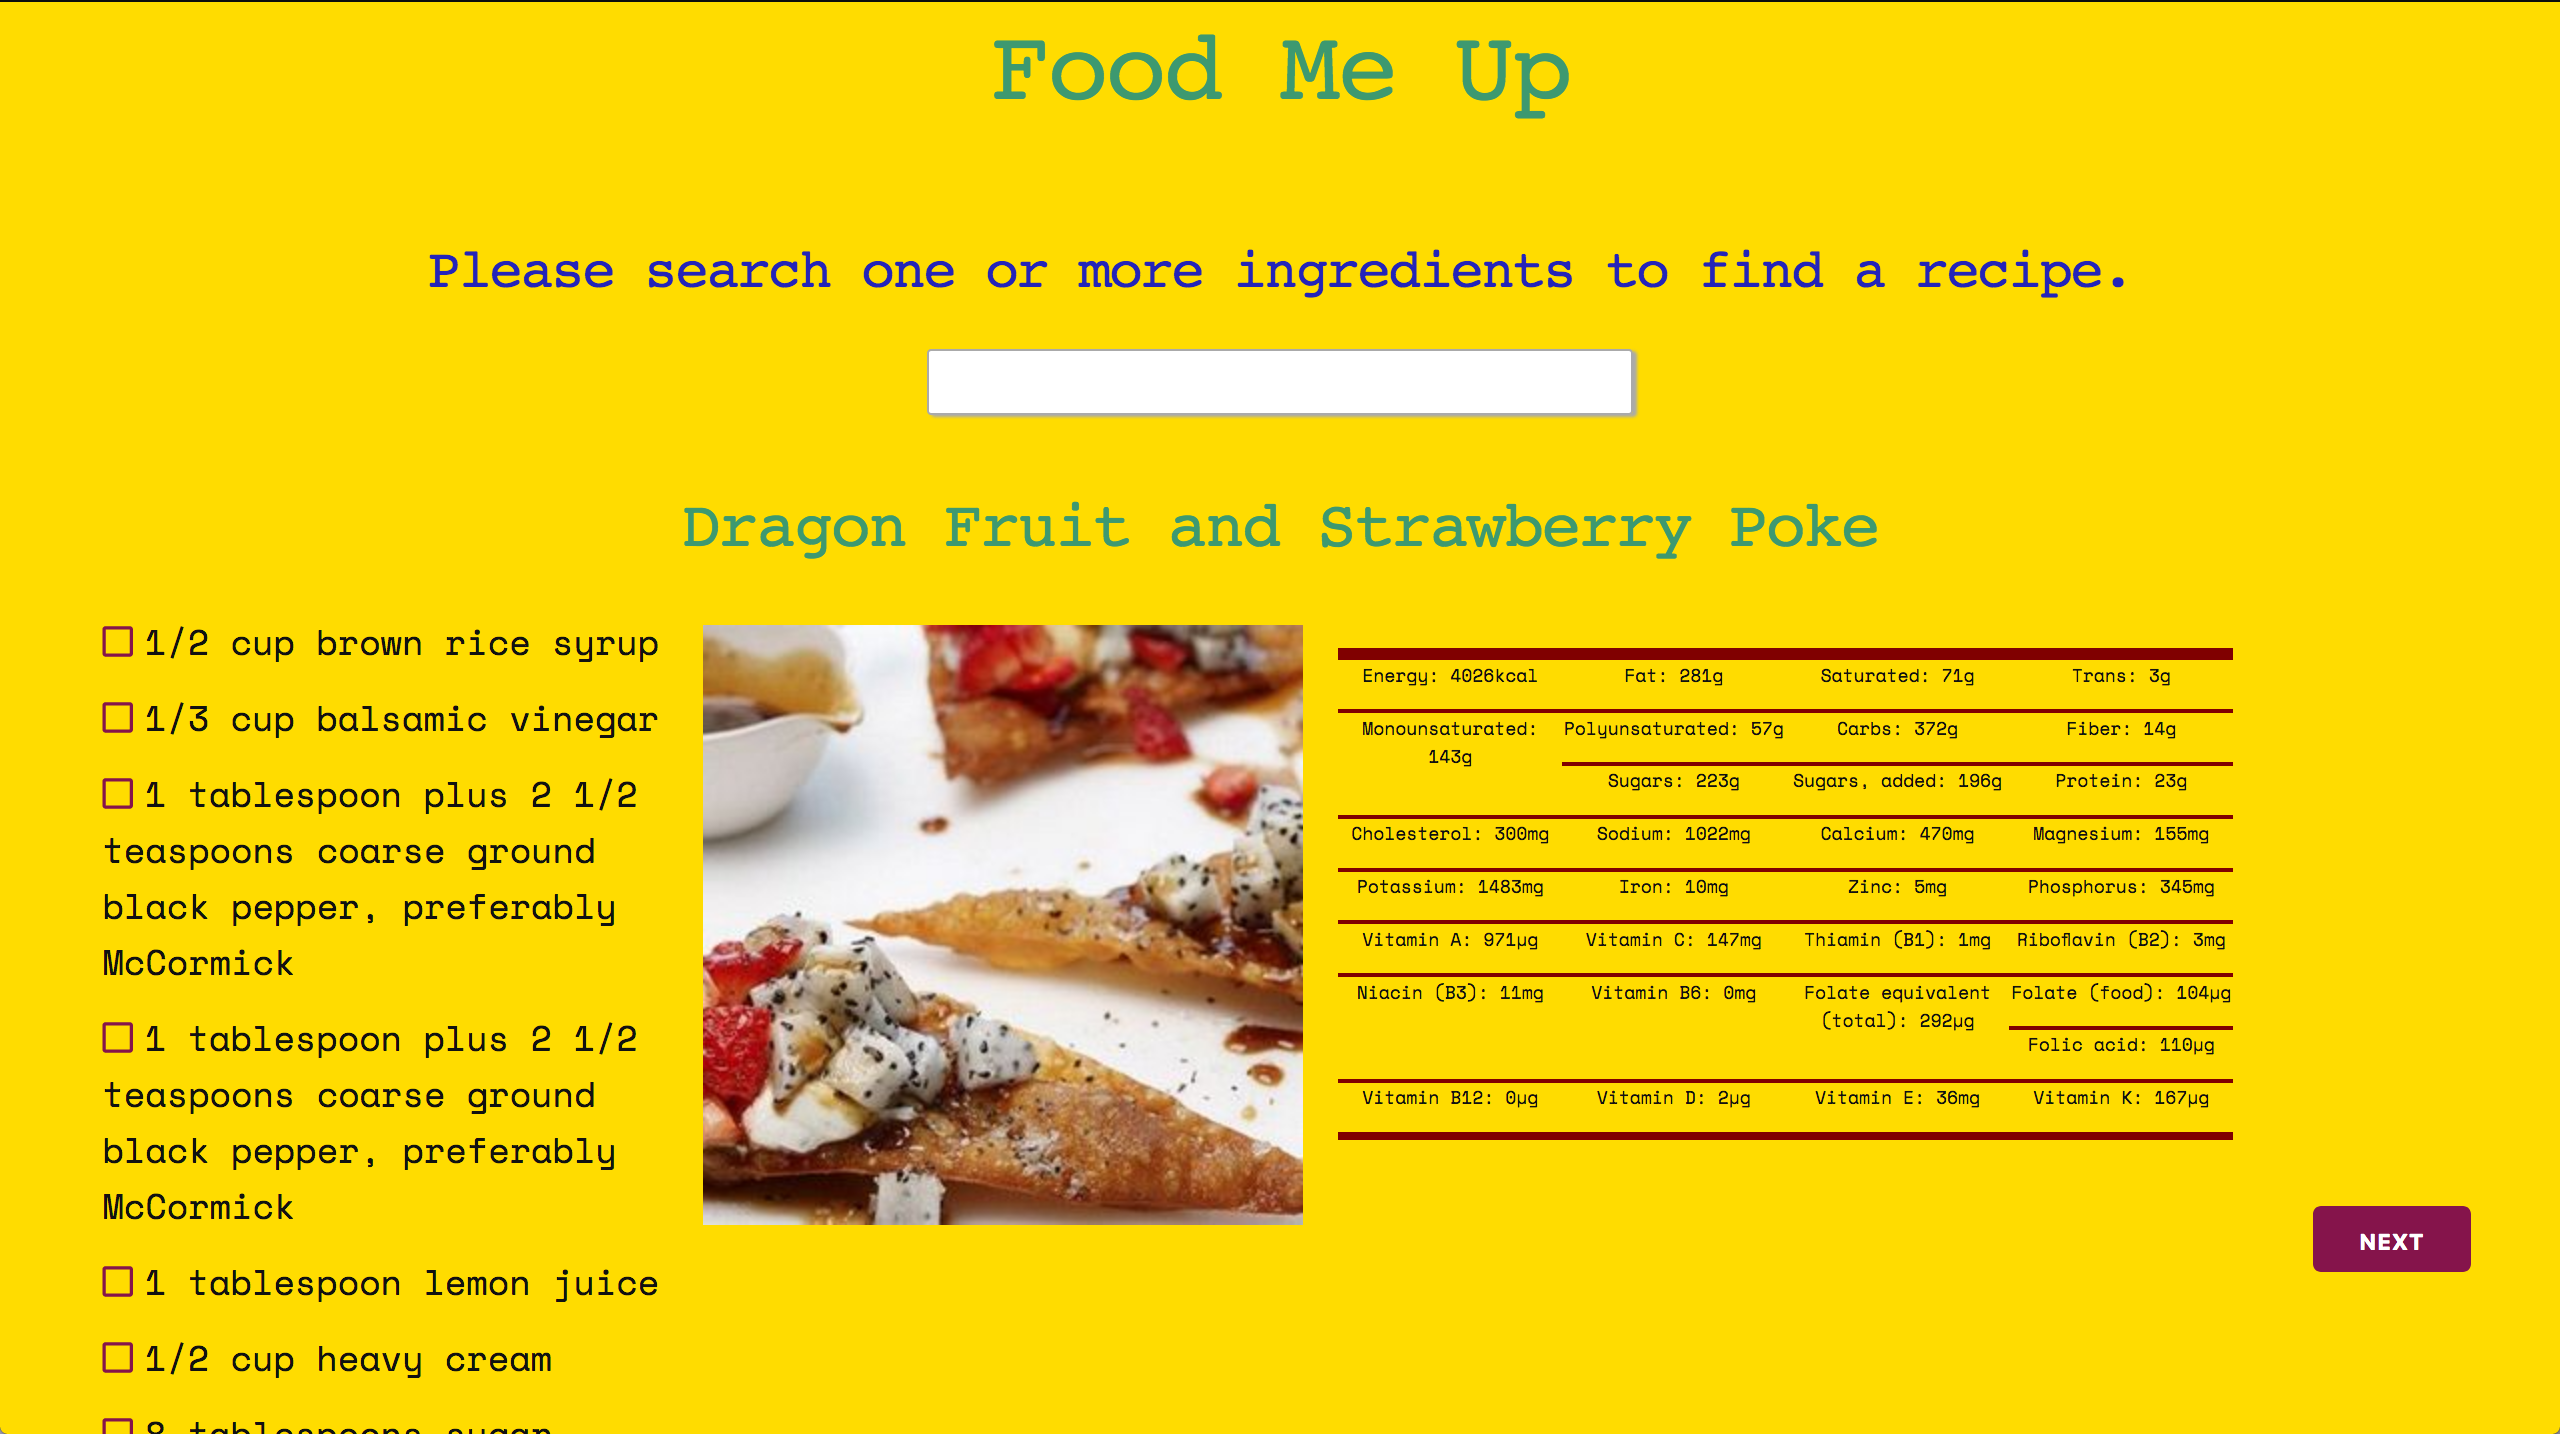 Food Me Up
Please search one or more ingredients to find a recipe.
Dragon Fruit and Strawberry Poke
1/2 cup brown rice syrup
1/3 cup balsamic vinegar
1 tablespoon plus 2 1/2
teaspoons coarse ground
black pepper, preferably
McCormick
1 tablespoon plus 2 1/2
teaspoons coarse ground
black pepper, preferably
McCormick
1 tablespoon lemon juice
1/2 cup heavy cream
8 tablespoons sugar
Energy: 4026kcal Fat: 281g Saturated: 71g Trans: 3g
Monounsaturated: Polyunsaturated: 57g Carbs: 372g Fiber: 14g
143g
Sugars: 223g Sugars, added: 196g Protein: 23g
Cholesterol: 300mg Sodium: 1022mg Calcium: 470mg Magnesium: 155mg
Potassium: 1483mg Iron: 10mg Zinc: 5mg Phosphorus: 345mg
Vitamin A: 971µg Vitamin C: 147mg Thiamin (B1): 1mg Riboflavin (B2): 3mg
Niacin (B3): 11mg Vitamin B6: 0mg Folate equivalent Folate (food): 104µg
(total): 292µg
Folic acid: 110µg
Vitamin B12: 0µg Vitamin D: 2µg Vitamin E: 36mg Vitamin K: 167µg
NEXT